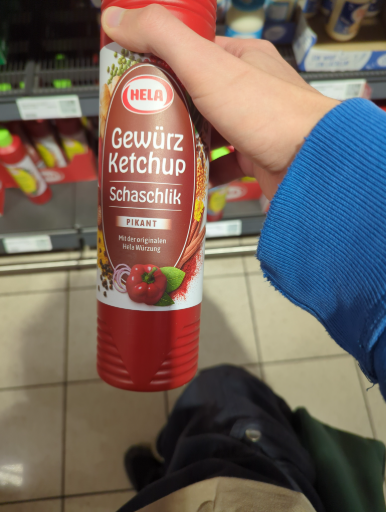 HELA
Gewürz
Ketchup
Schaschlik
PIKANT
Mit der originalen
Hela Würzung